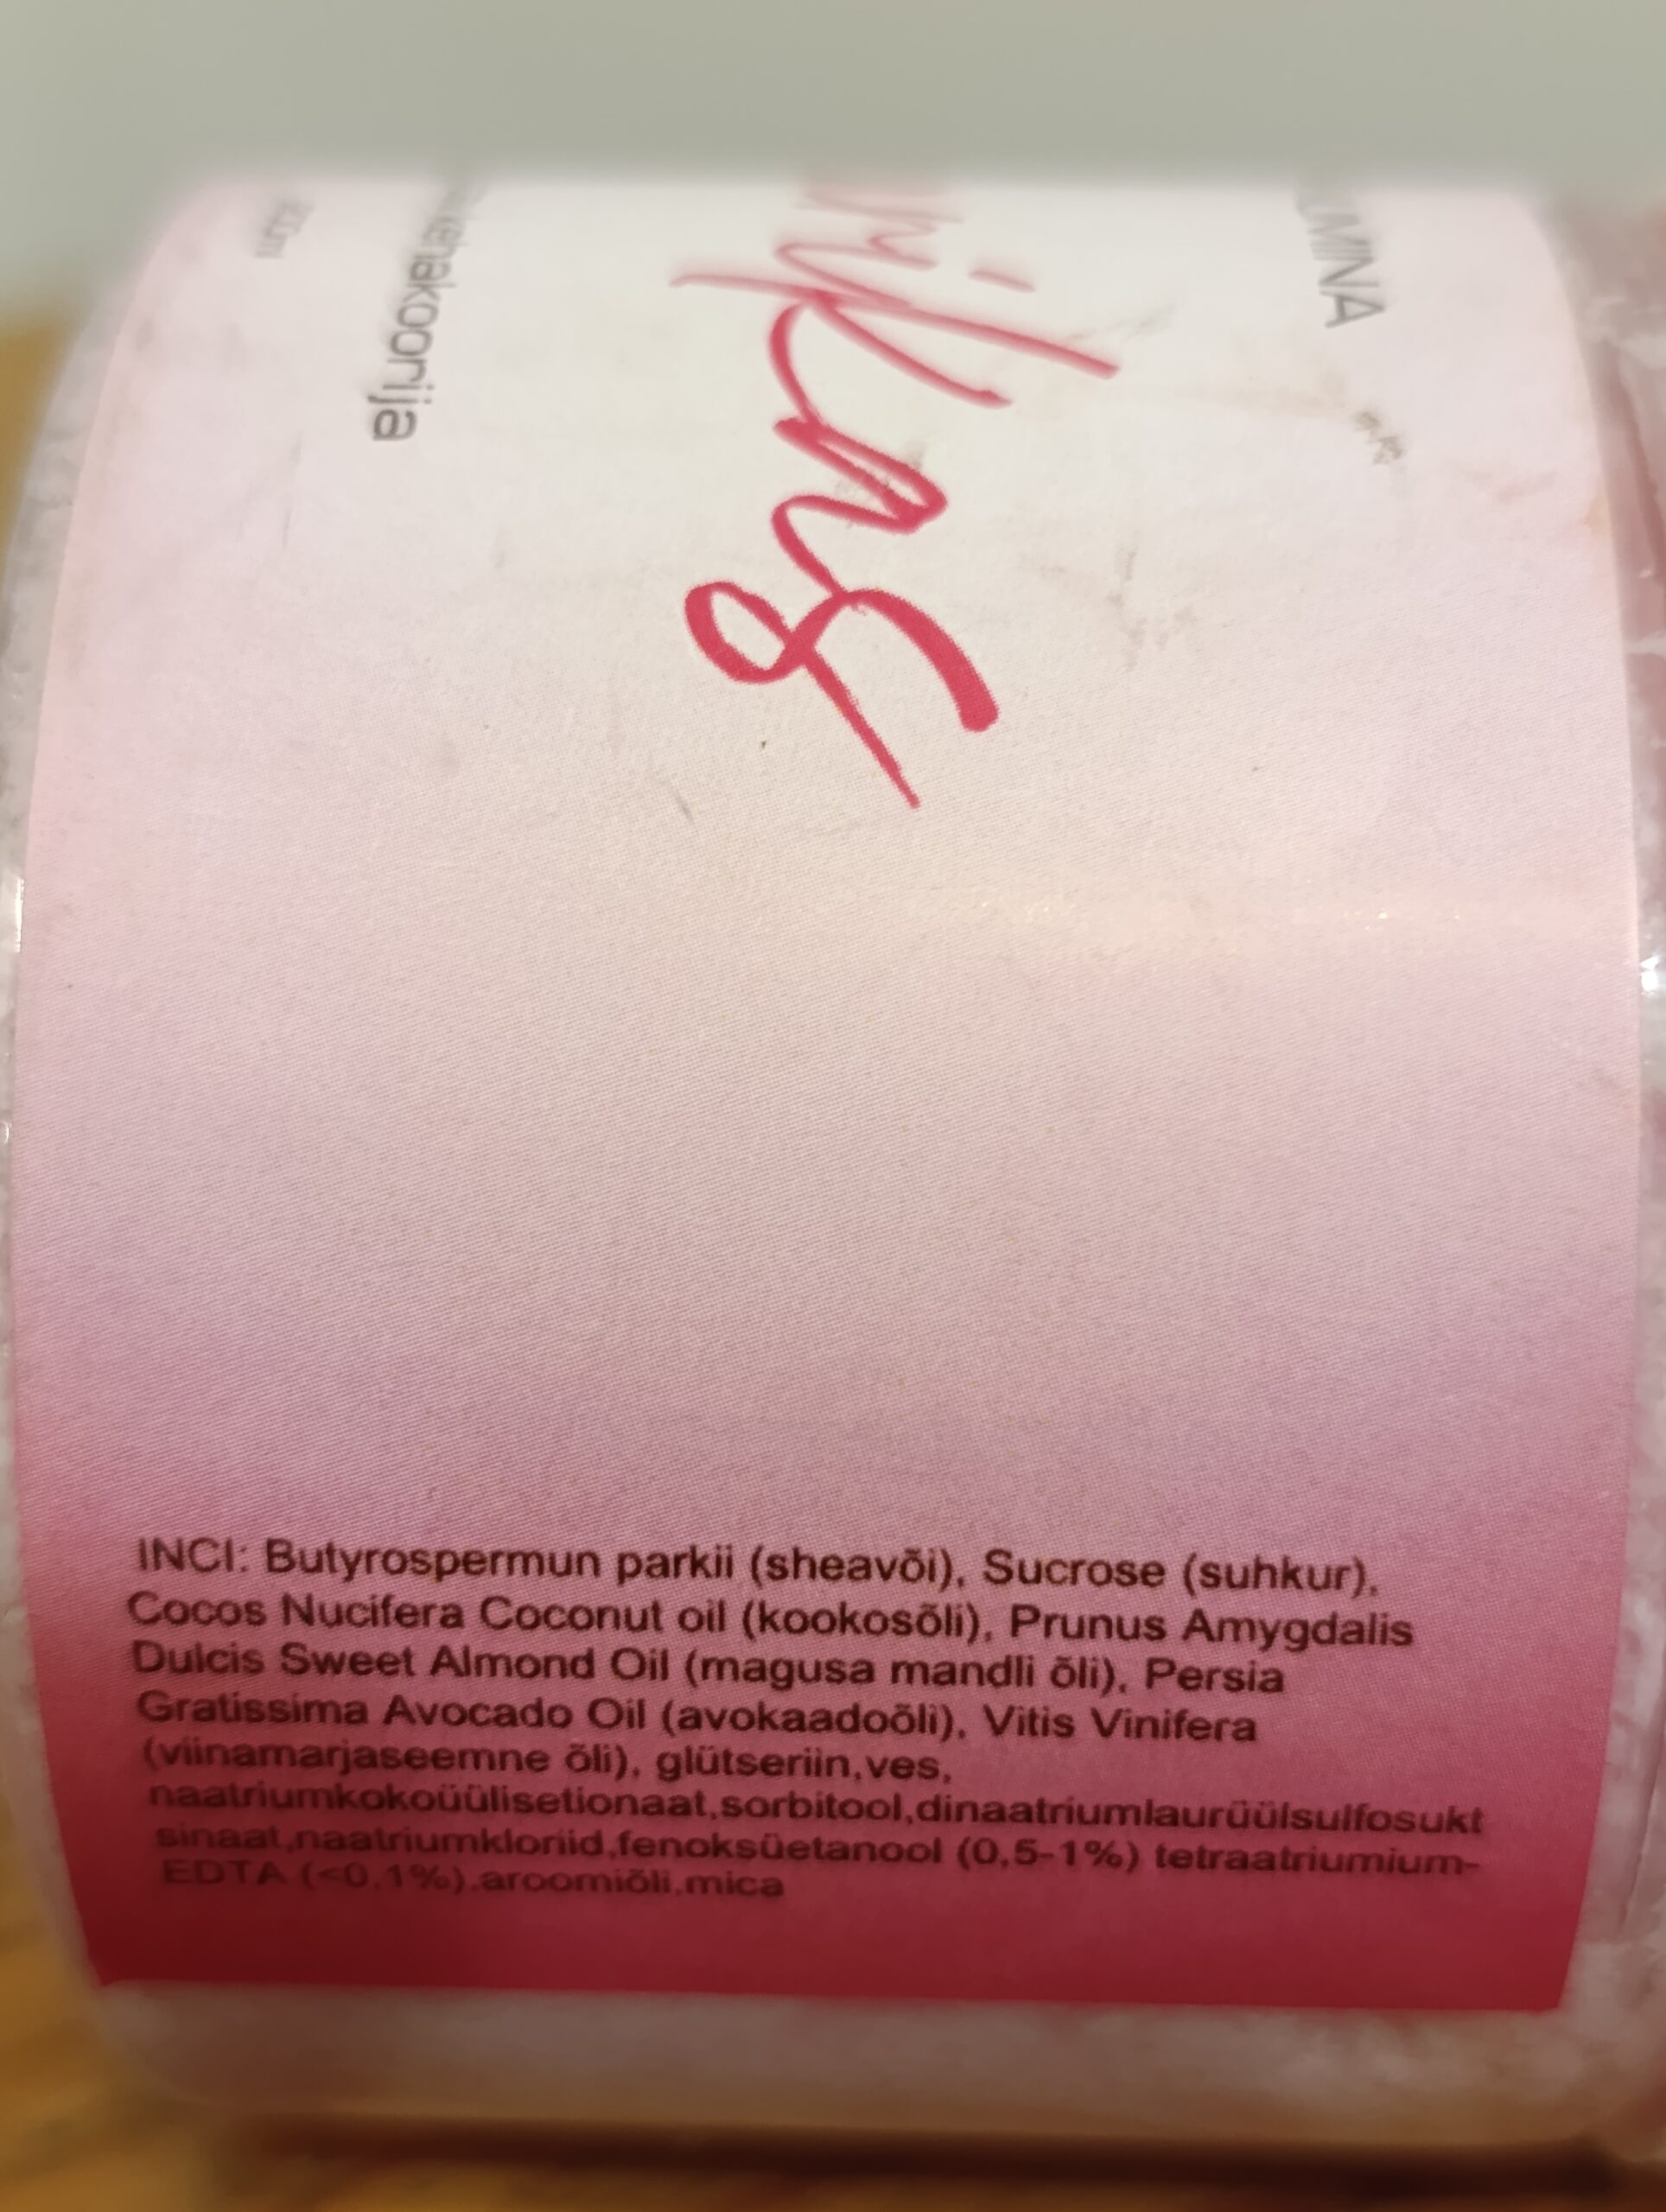 kehakoorija
INCI: Butyrospermun parkii (sheavõi), Sucrose (suhkur),
Cocos Nucifera Coconut oil (kookosõli), Prunus Amygdalis
Dulcis Sweet Almond Oil (magusa mandli õli), Persia
Gratissima Avocado Oil (avokaadoõli), Vitis Vinifera
(viinamarjaseemne õli), glütseriin,ves,
naatriumkokoüülisetionaat,sorbitool,dinaatriumlaurüülsulfosukt
sinaat,naatriumkloriid,fenoksüetanool (0,5-1%) tetraatriumium-
EDTA (<0,1%),aroomiõli,mica